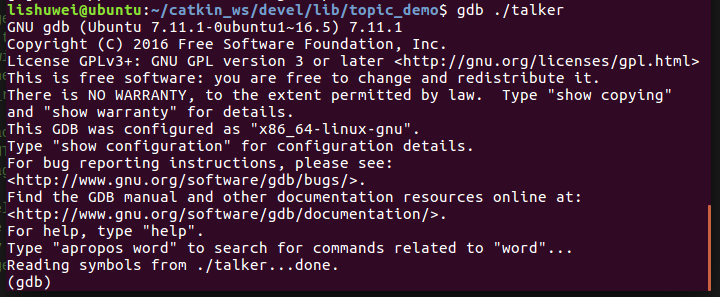 lishuwei@ubuntu:~/catkin_ws/devel/lib/topic_demo$ gdb ./talker
GNU gdb (Ubuntu 7.11.1-0ubuntu1~16.5) 7.11.1
Copyright (C) 2016 Free Software Foundation, Inc.
License GPLv3+: GNU GPL version 3 or later <http://gnu.org/licenses/gpl.html>
This is free software: you are free to change and redistribute it.
There is NO WARRANTY, to the extent permitted by law.  Type "show copying"
and "show warranty" for details.
This GDB was configured as "x86_64-linux-gnu".
Type "show configuration" for configuration details.
For bug reporting instructions, please see:
<http://www.gnu.org/software/gdb/bugs/>.
Find the GDB manual and other documentation resources online at:
<http://www.gnu.org/software/gdb/documentation/>.
For help, type "help".
Type "apropos word" to search for commands related to "word"...
Reading symbols from ./talker...done.
(gdb)